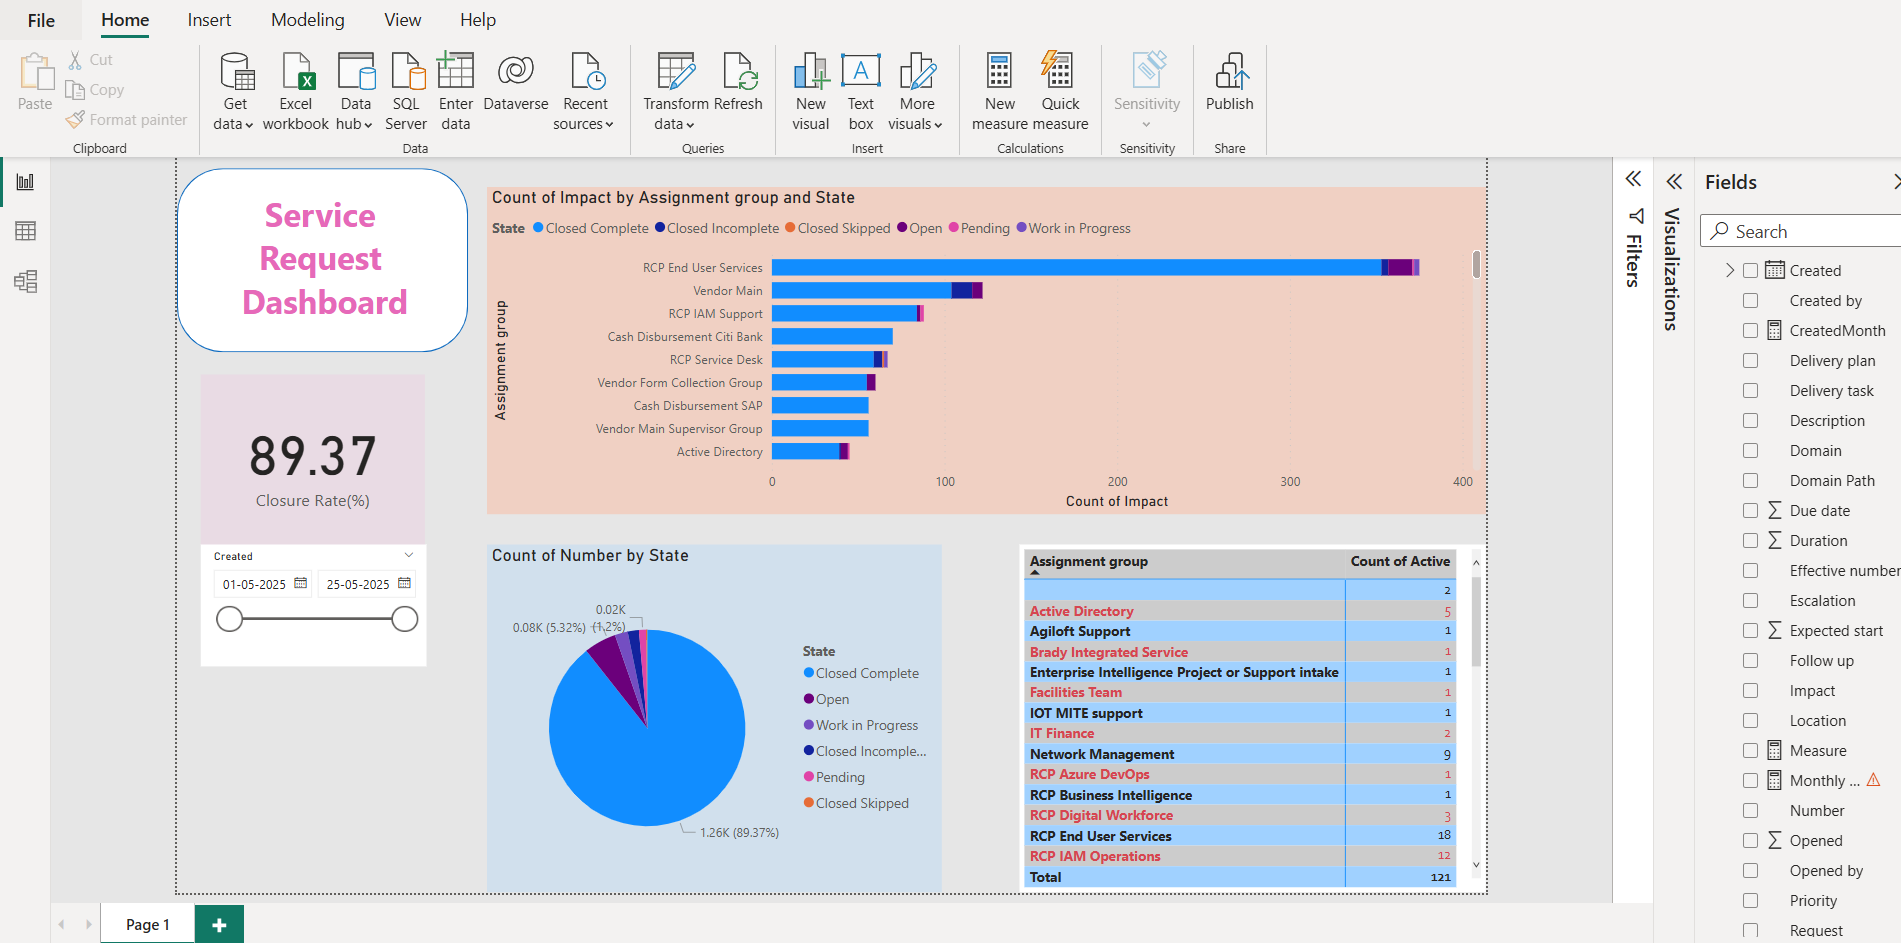 File Home Insert Modeling View Help
Paste
Cut
Copy
Format painter
Clipboard
Get data
Excel workbook
Data hub
SQL Server
Enter data
Dataverse
Recent sources
Data
Transform data
Refresh
Queries
New visual
Text box
More visuals
Insert
New measure
Quick measure
Calculations
Sensitivity
Sensitivity
Publish
Share
Service
Request
Dashboard
89.37
Closure Rate(%)
Created
01-05-2025 25-05-2025
Count of Impact by Assignment group and State
State Closed Complete Closed Incomplete Closed Skipped Open Pending Work in Progress
Assignment group
RCP End User Services
Vendor Main
RCP IAM Support
Cash Disbursement Citi Bank
RCP Service Desk
Vendor Form Collection Group
Cash Disbursement SAP
Vendor Main Supervisor Group
Active Directory
0 100 200 300 400
Count of Impact
Count of Number by State
0.02K
(1.2%)
0.08K (5.32%)
1.26K (89.37%)
State
Closed Complete
Open
Work in Progress
Closed Incomple...
Pending
Closed Skipped
Assignment group Count of Active
2
Active Directory 5
Agiloft Support 1
Brady Integrated Service 1
Enterprise Intelligence Project or Support intake 1
Facilities Team 1
IOT MITE support 1
IT Finance 2
Network Management 9
RCP Azure DevOps 1
RCP Business Intelligence 1
RCP Digital Workforce 3
RCP End User Services 18
RCP IAM Operations 12
Total 121
Filters
Visualizations
Fields
Search
Created
Created by
CreatedMonth
Delivery plan
Delivery task
Description
Domain
Domain Path
Due date
Duration
Effective number
Escalation
Expected start
Follow up
Impact
Location
Measure
Monthly ...
Number
Opened
Opened by
Priority
Request
Page 1